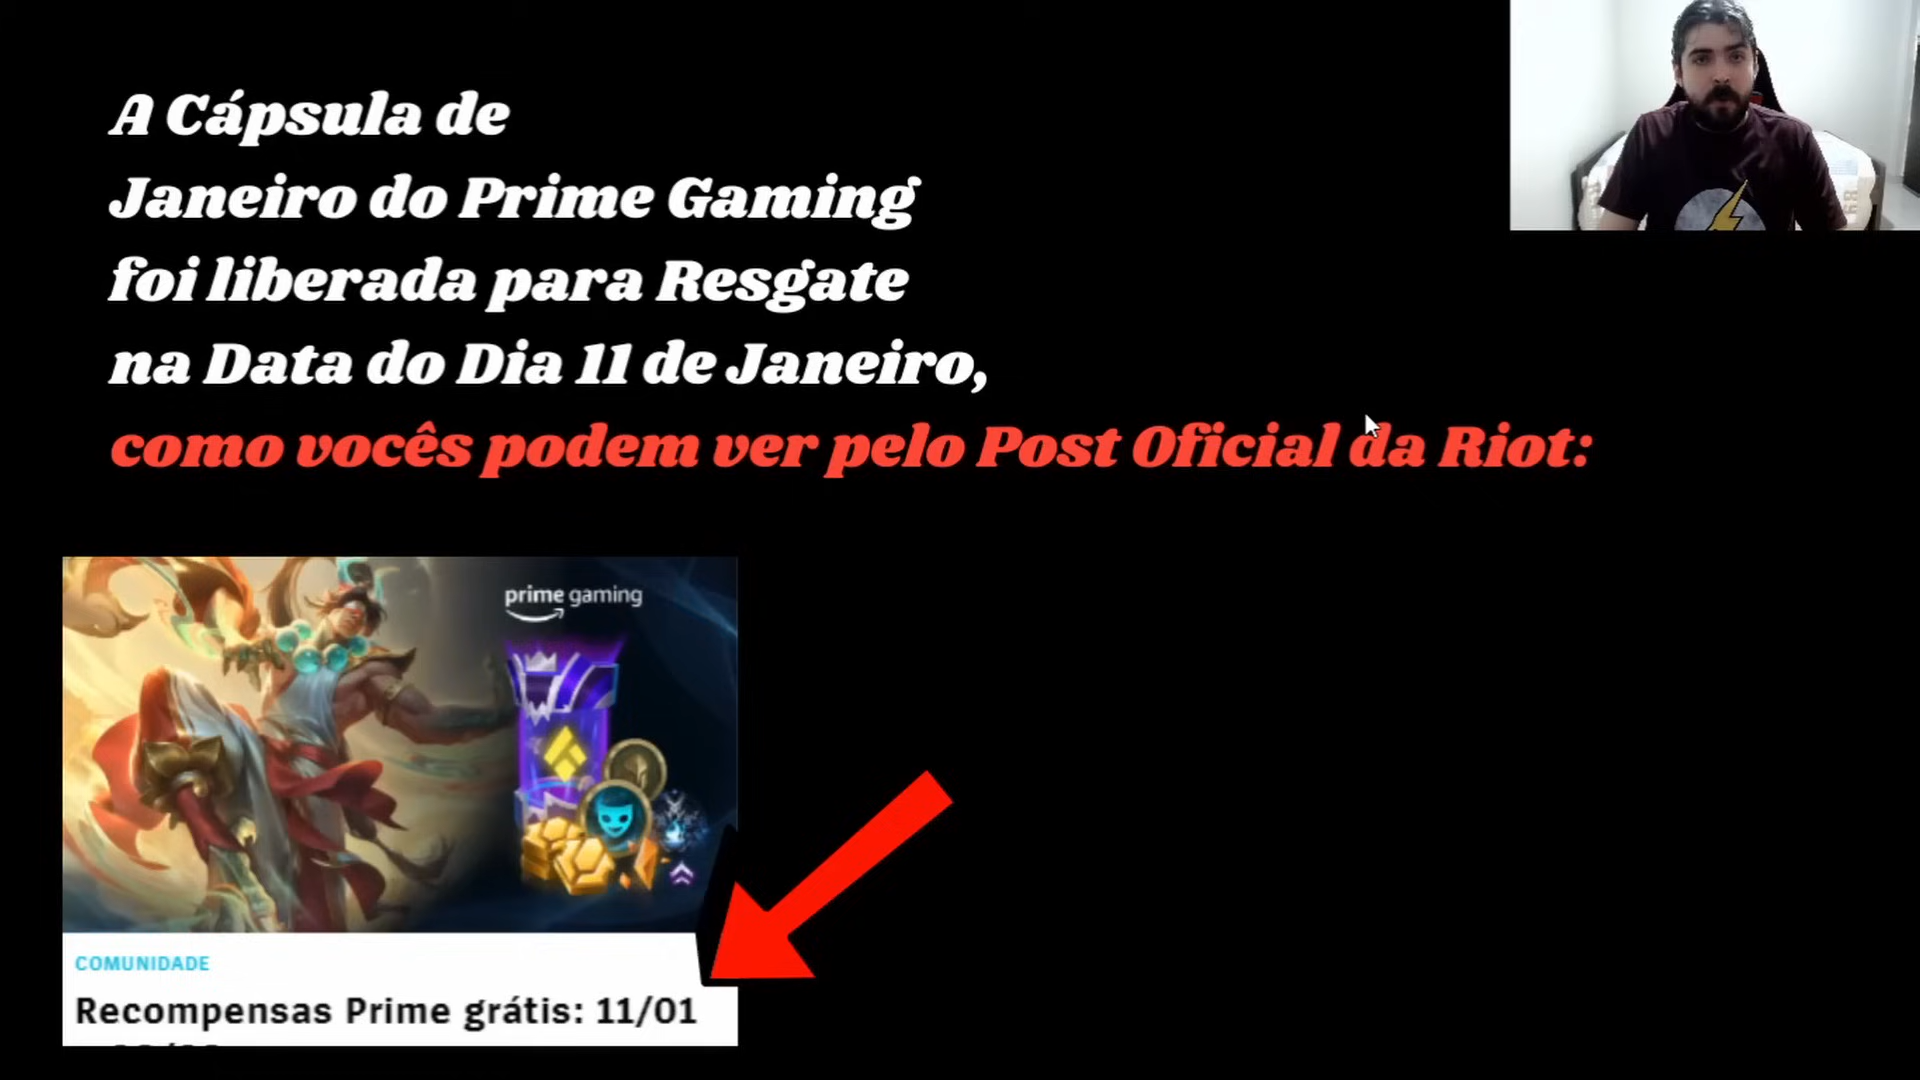 A Cápsula de
Janeiro do Prime Gaming
foi liberada para Resgate
na Data do Dia 11 de Janeiro,
como vocês podem ver pelo Post Oficial da Riot:
prime gaming
COMUNIDADE
Recompensas Prime grátis: 11/01